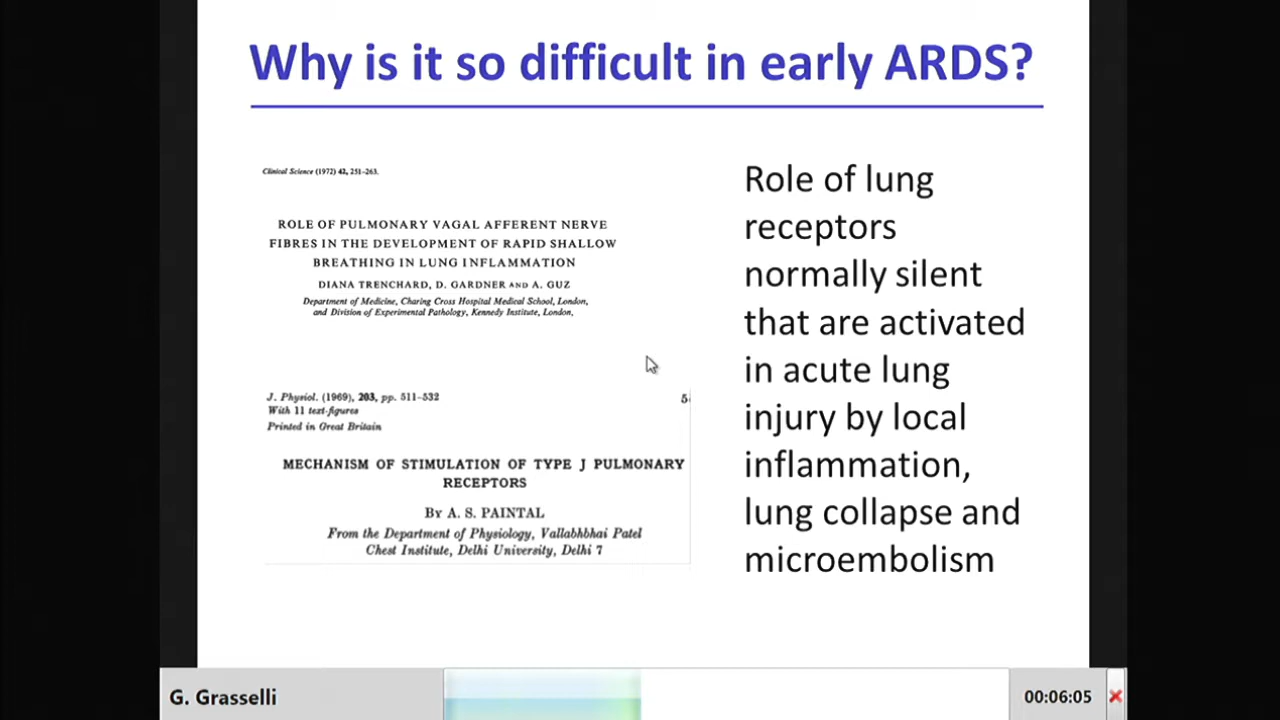 Why is it so difficult in early ARDS?
Clinical Science (1972) 42, 251-263.
ROLE OF PULMONARY VAGAL AFFERENT NERVE
FIBRES IN THE DEVELOPMENT OF RAPID SHALLOW
BREATHING IN LUNG INFLAMMATION
DIANA TRENCHARD, D. GARDNER AND A. GUZ
Department of Medicine, Charing Cross Hospital Medical School, London,
and Division of Experimental Pathology, Kennedy Institute, London,
J. Physiol. (1969), 203, pp. 511-532
With 11 text-figures
Printed in Great Britain
MECHANISM OF STIMULATION OF TYPE J PULMONARY
RECEPTORS
By A. S. PAINTAL
From the Department of Physiology, Vallabhbhai Patel
Chest Institute, Delhi University, Delhi 7
Role of lung
receptors
normally silent
that are activated
in acute lung
injury by local
inflammation,
lung collapse and
microembolism
G. Grasselli
00:06:05